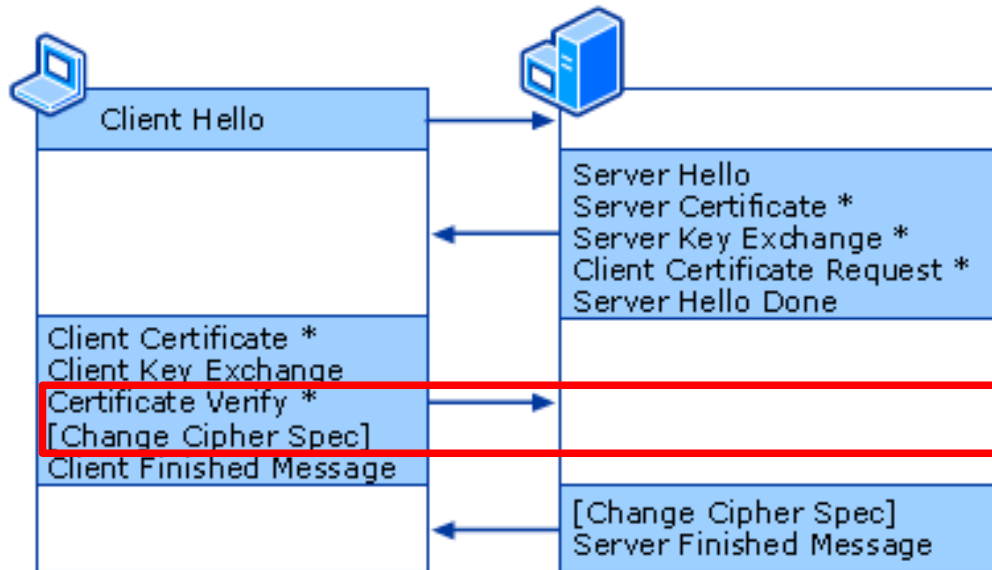 Client Hello
Server Hello
Server Certificate *
Server Key Exchange *
Client Certificate Request *
Server Hello Done
Client Certificate *
Client Key Exchange
Certificate Verify *
[Change Cipher Spec]
Client Finished Message
[Change Cipher Spec]
Server Finished Message